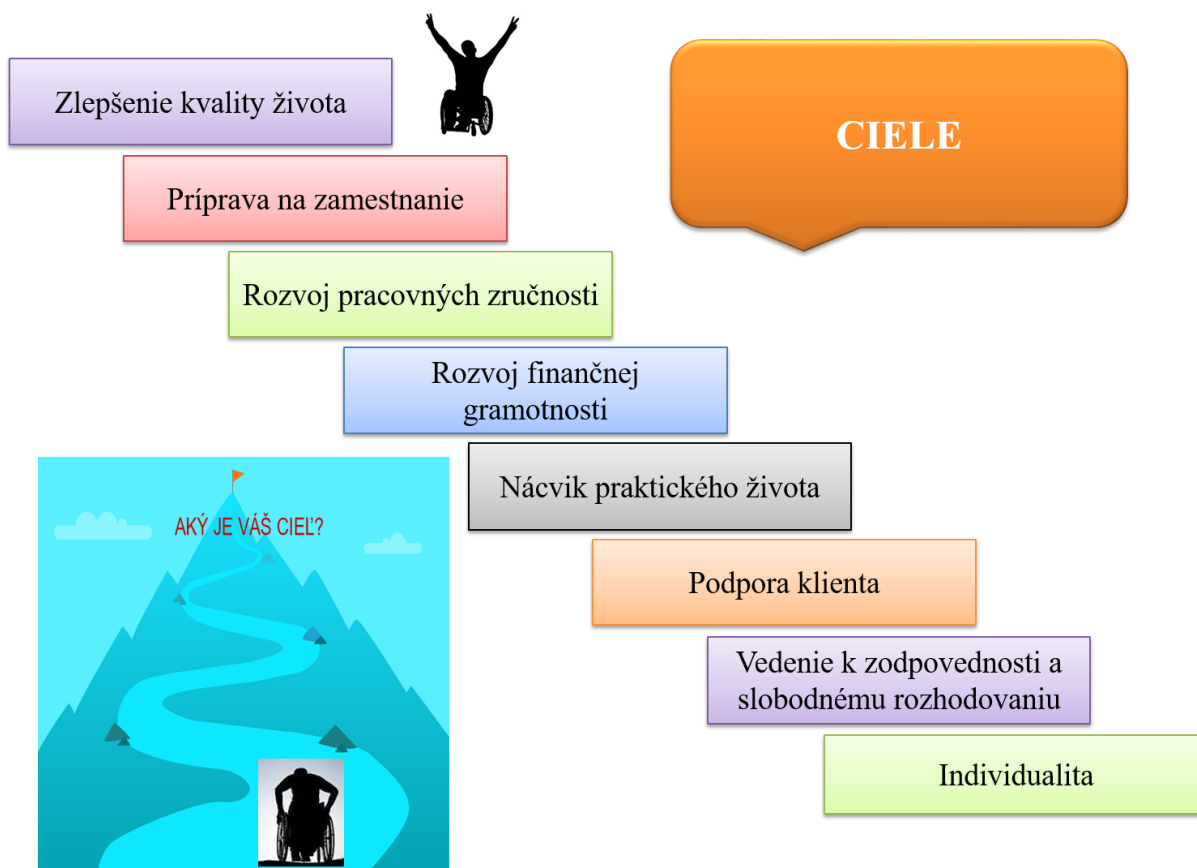 Zlepšenie kvality života
CIELE
Príprava na zamestnanie
Rozvoj pracovných zručnosti
Rozvoj finančnej
gramotnosti
Nácvik praktického života
AKÝ JE VÁŠ CIEĽ?
Podpora klienta
Vedenie k zodpovednosti a
slobodnému rozhodovaniu
Individualita